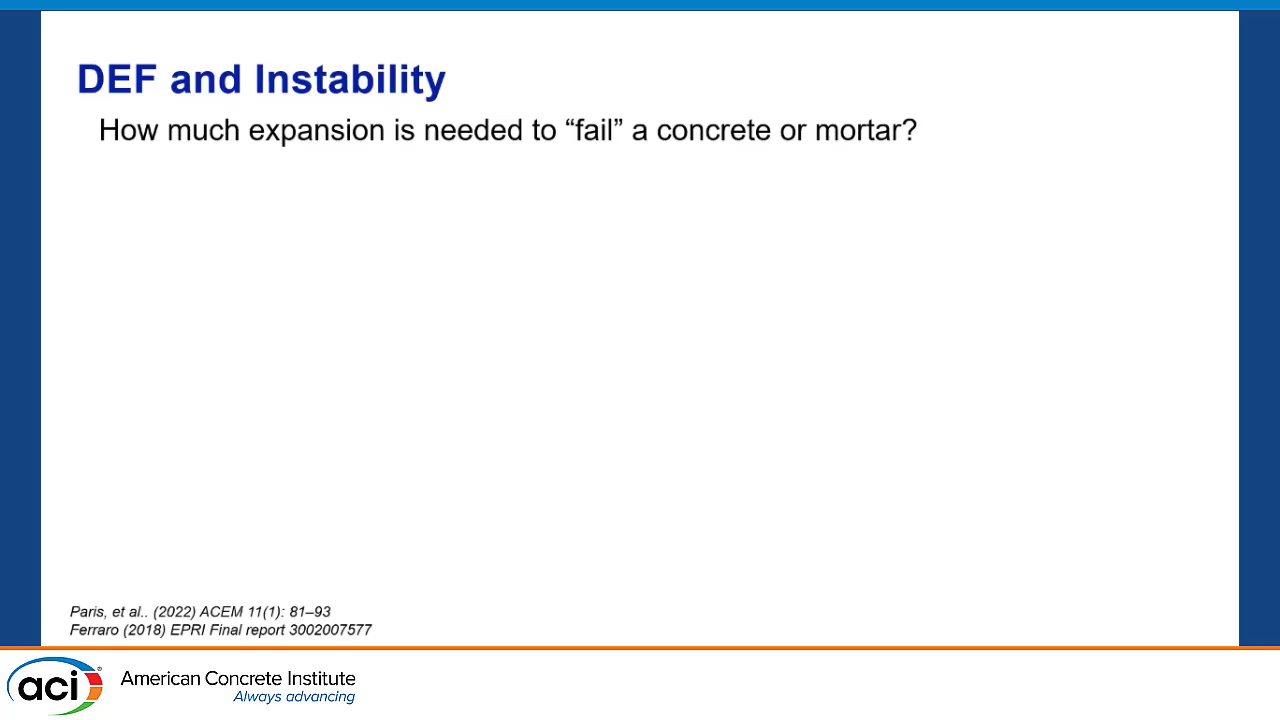 DEF and Instability
How much expansion is needed to “fail” a concrete or mortar?
Paris, et al.. (2022) ACEM 11(1): 81–93
Ferraro (2018) EPRI Final report 3002007577
aci®
American Concrete Institute
Always advancing